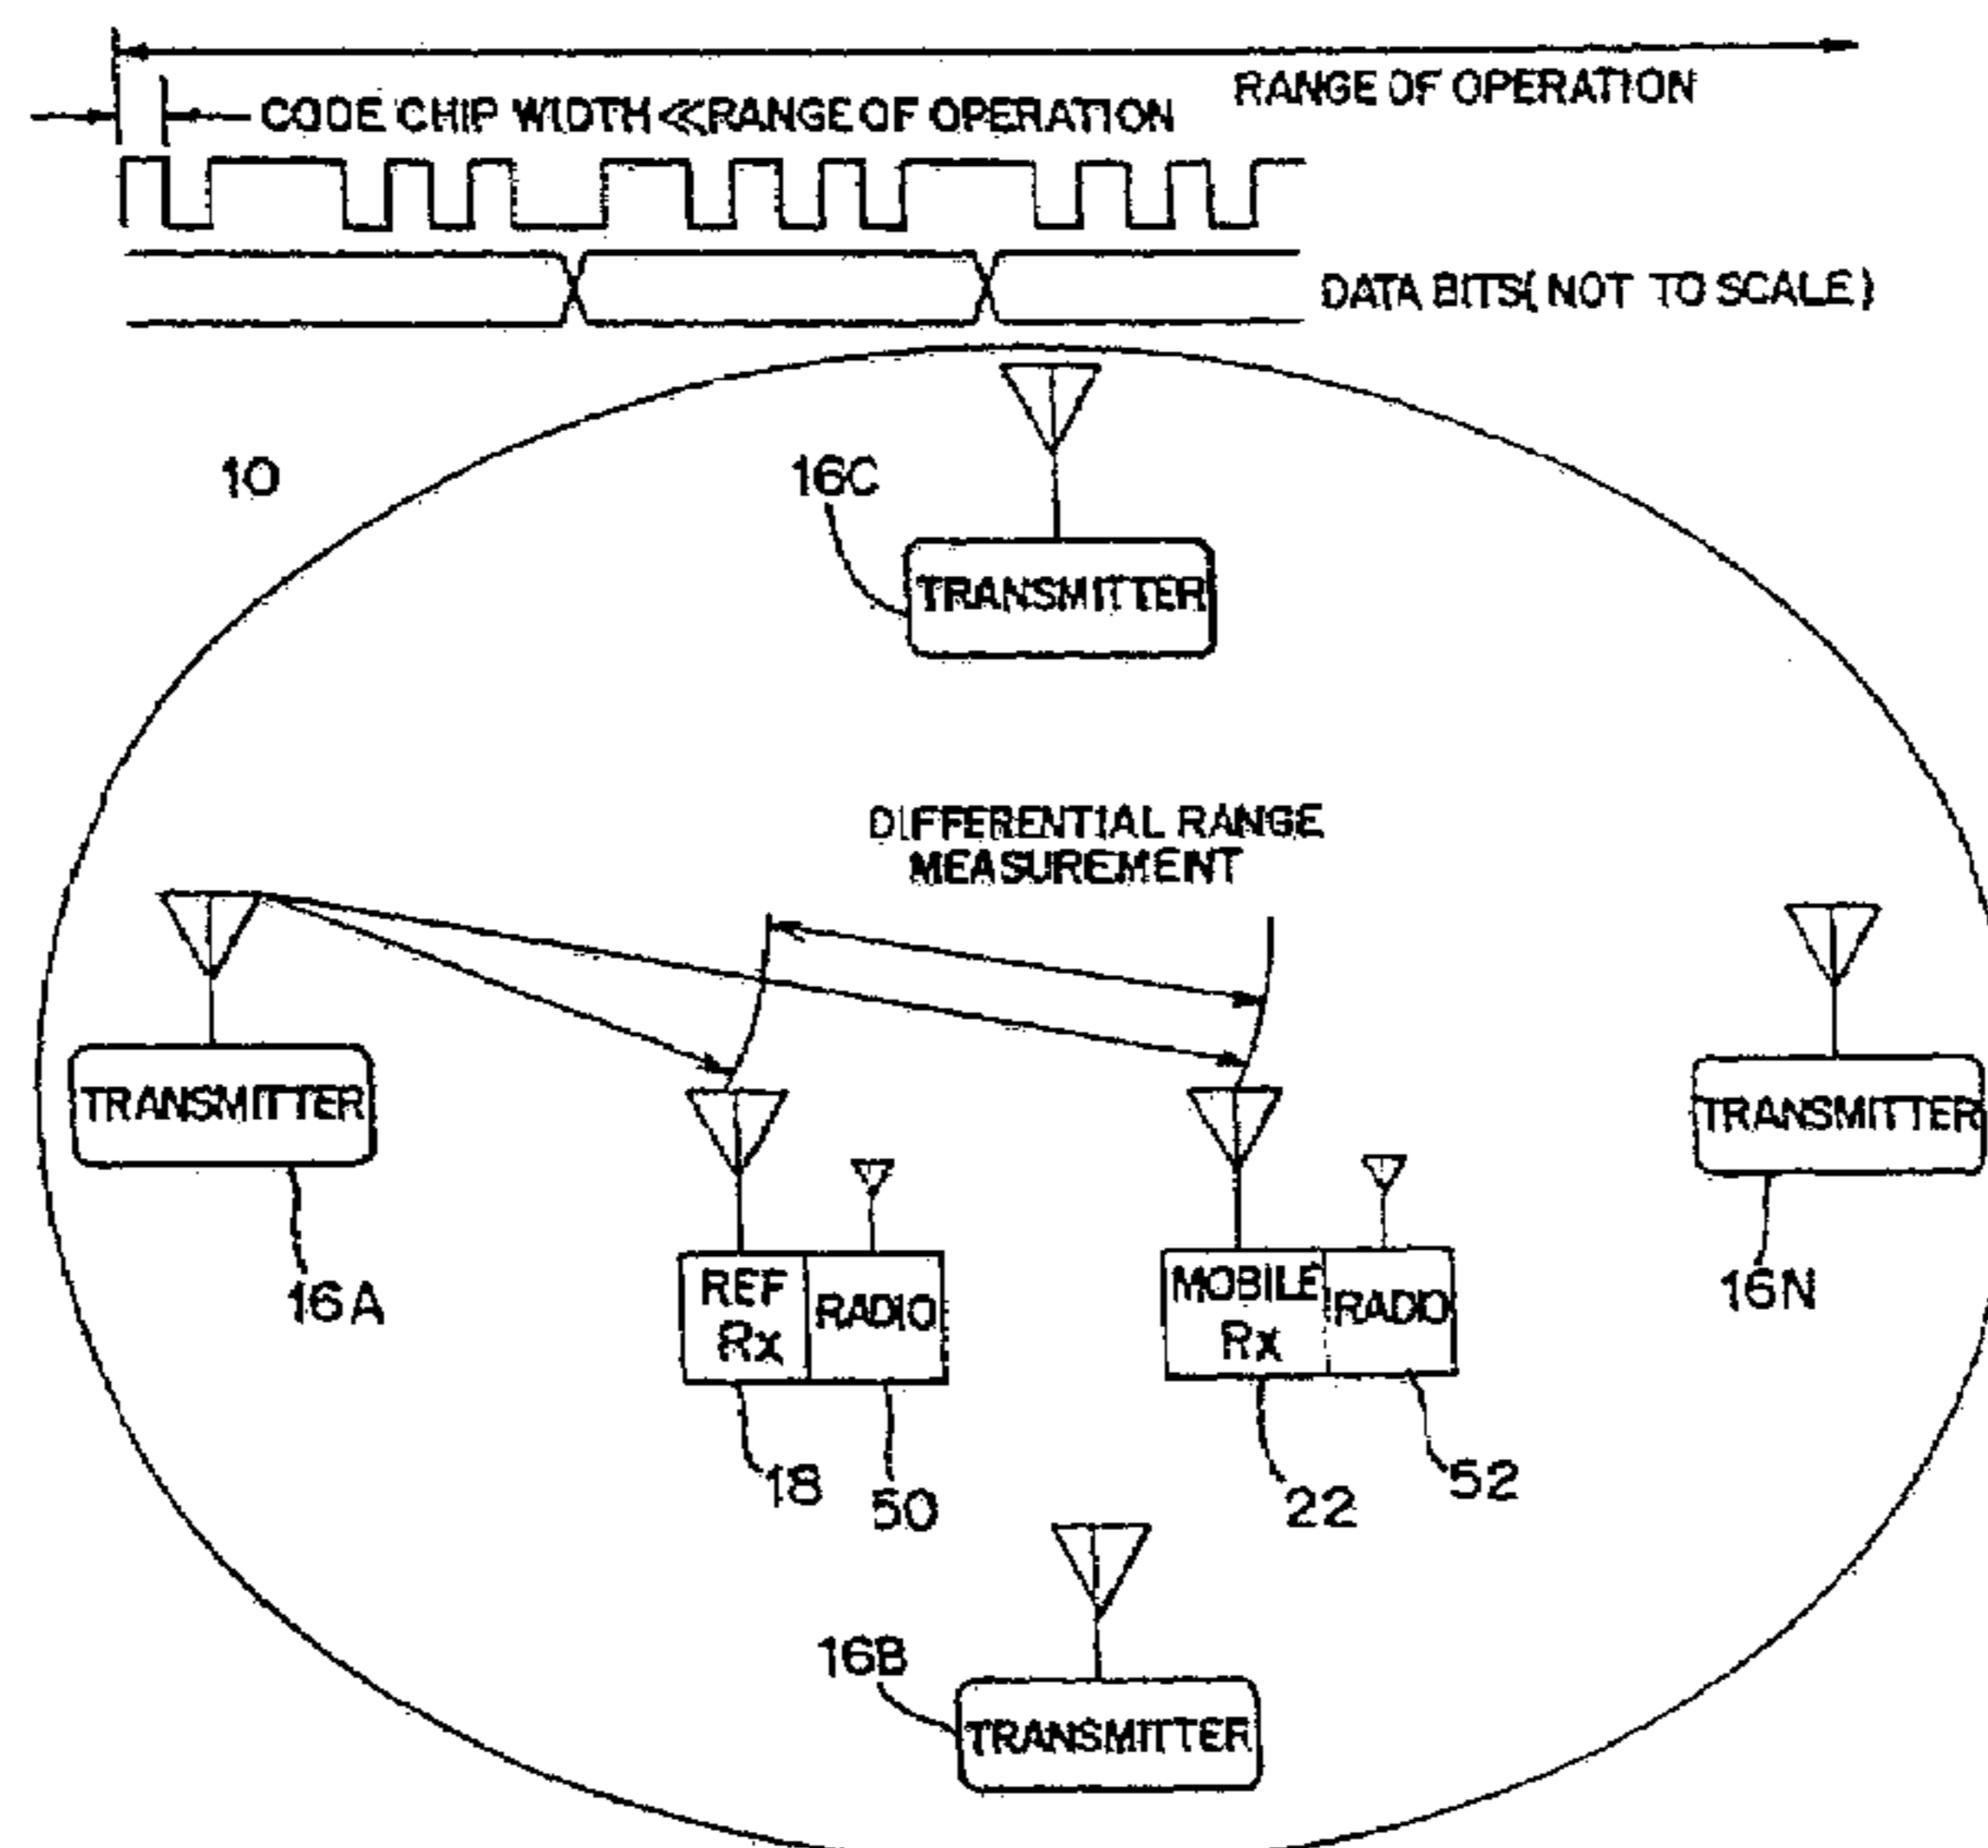 RANGE OF OPERATION
CODE CHIP WIDTH ≪ RANGE OF OPERATION
DATA BITS( NOT TO SCALE)
10
16C
TRANSMITTER
DIFFERENTIAL RANGE
MEASUREMENT
TRANSMITTER
TRANSMITTER
16A
REF
Rx
RADIO
MOBILE
Rx
RADIO
16N
18
50
22
52
16B
TRANSMITTER